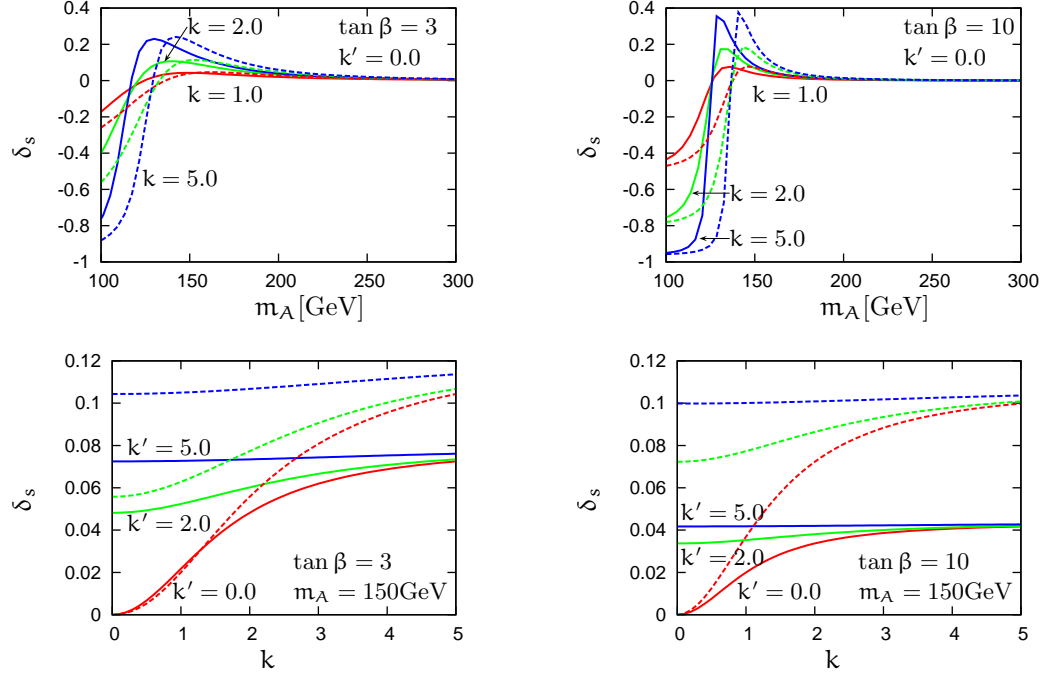 0.4
0.2
0
-0.2
-0.4
-0.6
-0.8
-1
δs
k = 2.0
tan β = 3
k′ = 0.0
k = 1.0
k = 5.0
100 150 200 250 300
mA[GeV]
0.4
0.2
0
-0.2
-0.4
-0.6
-0.8
-1
δs
tan β = 10
k′ = 0.0
k = 1.0
k = 2.0
k = 5.0
100 150 200 250 300
mA[GeV]
0.12
0.1
0.08
0.06
0.04
0.02
0
δs
k′ = 5.0
k′ = 2.0
k′ = 0.0
tan β = 3
mA = 150GeV
0 1 2 3 4 5
k
0.12
0.1
0.08
0.06
0.04
0.02
0
δs
k′ = 5.0
k′ = 2.0
k′ = 0.0
tan β = 10
mA = 150GeV
0 1 2 3 4 5
k